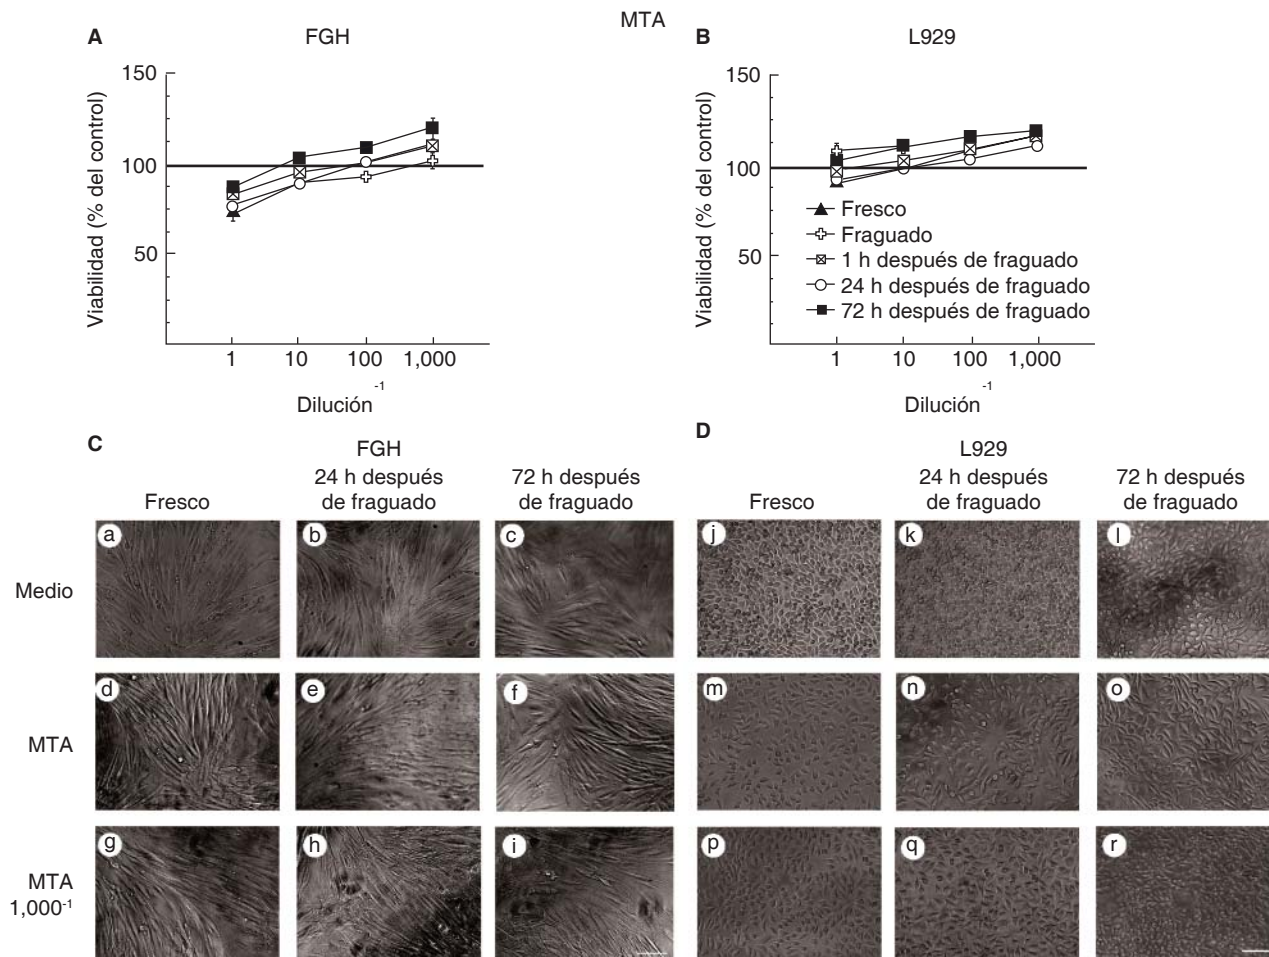 MTA
A
FGH
150
100
50
Viabilidad (% del control)
1 10 100 1,000
Dilución-1
B
L929
150
100
50
Viabilidad (% del control)
Fresco
Fraguado
1 h después de fraguado
24 h después de fraguado
72 h después de fraguado
1 10 100 1,000
Dilución-1
C
FGH
Fresco
24 h después
de fraguado
72 h después
de fraguado
D
L929
Fresco
24 h después
de fraguado
72 h después
de fraguado
Medio
a b c j k l
MTA
d e f m n o
MTA
1,000-1
g h i p q r